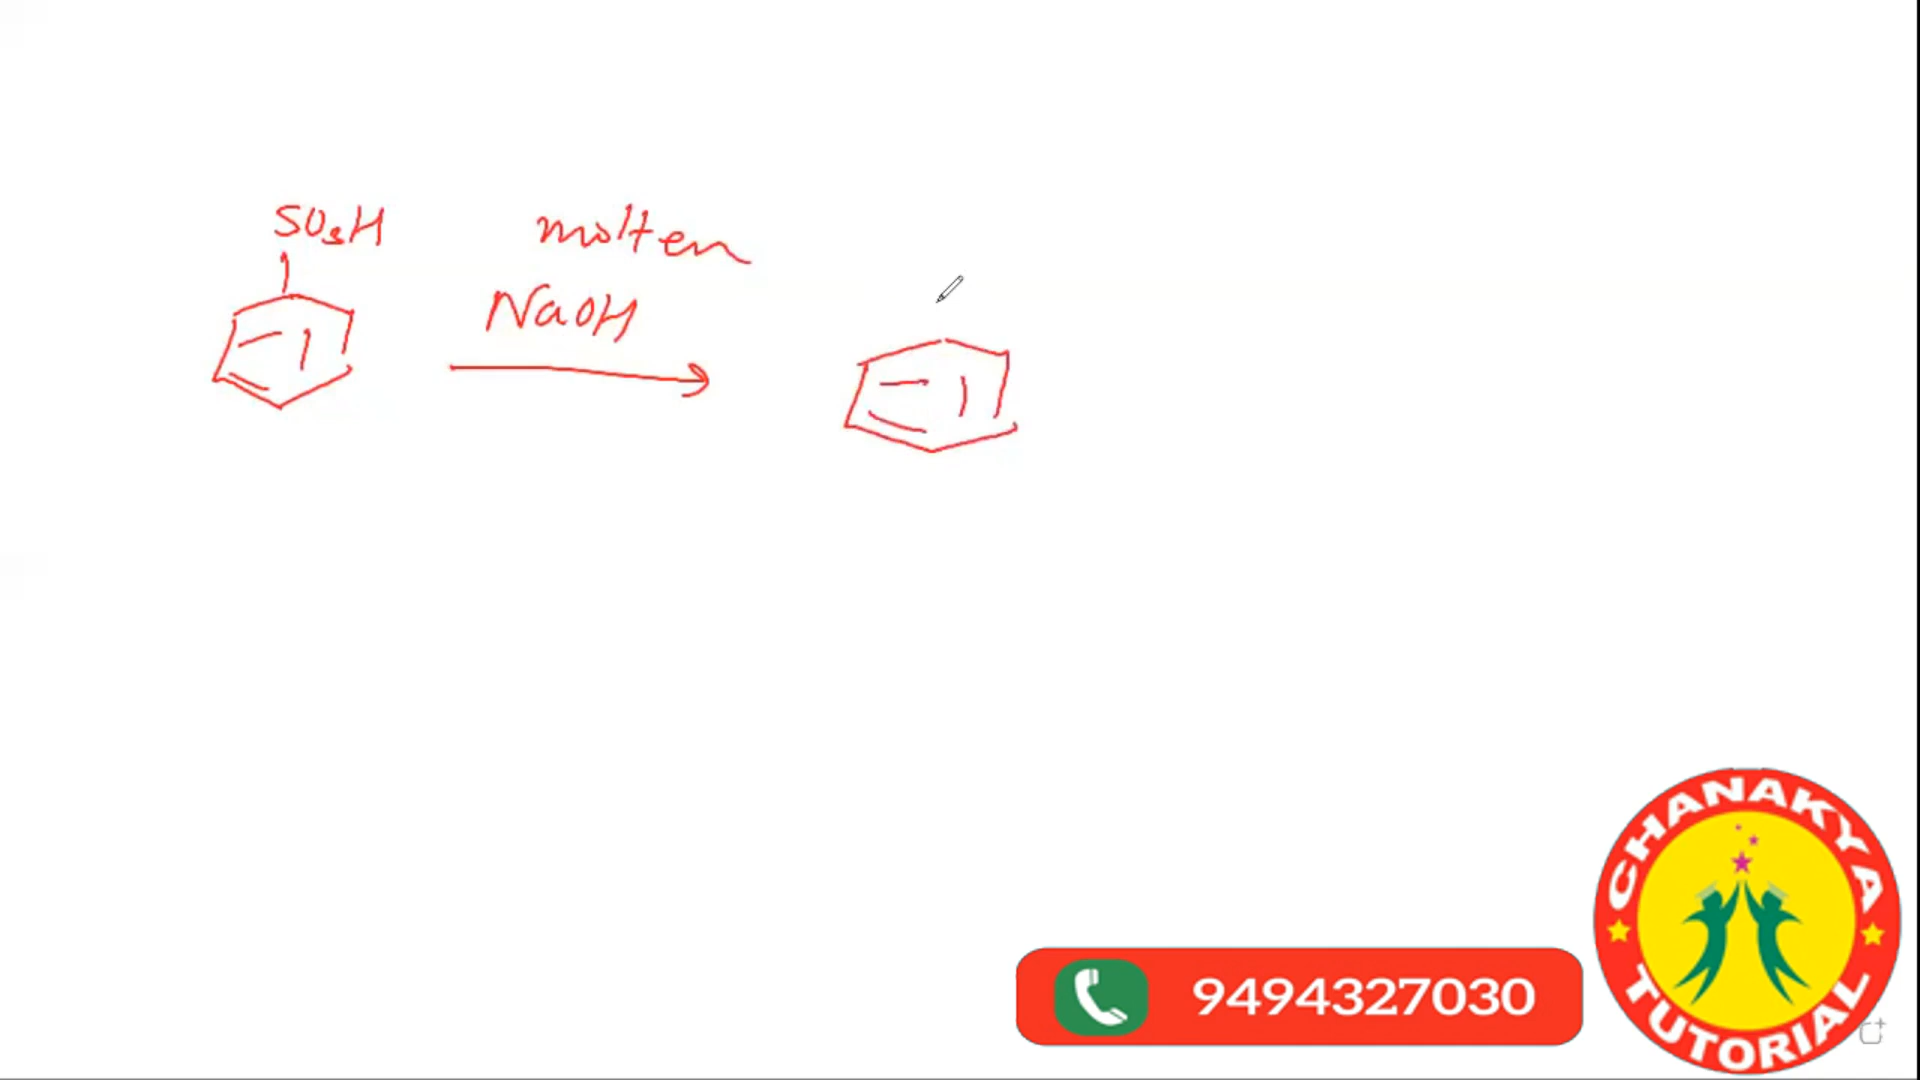 SO₃H
molten
NaOH
9494327030
CHANAKYA
TUTORIAL